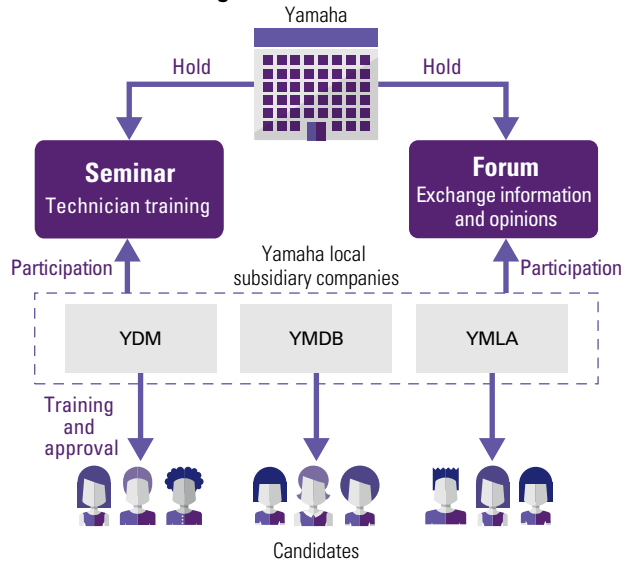 Yamaha
Hold
Hold
Seminar
Technician training
Forum
Exchange information
and opinions
Participation
Yamaha local
subsidiary companies
Participation
YDM
YMDB
YMLA
Training
and
approval
Candidates